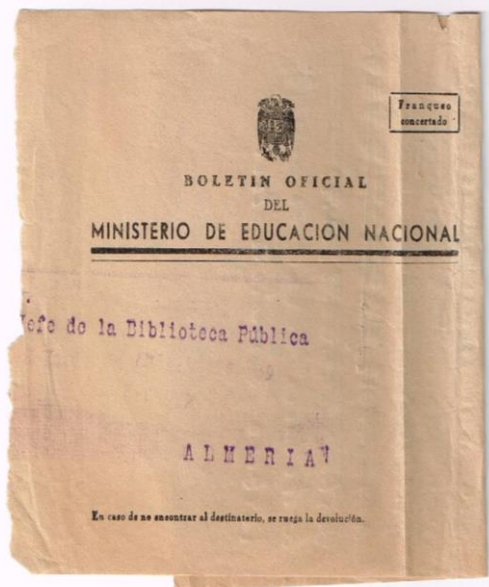 Franqueo
concertado
BOLETIN OFICIAL
DEL
MINISTERIO DE EDUCACION NACIONAL
Jefe de la Biblioteca Pública
ALMERIA
En caso de no encontrar al destinatario, se ruega la devolución.